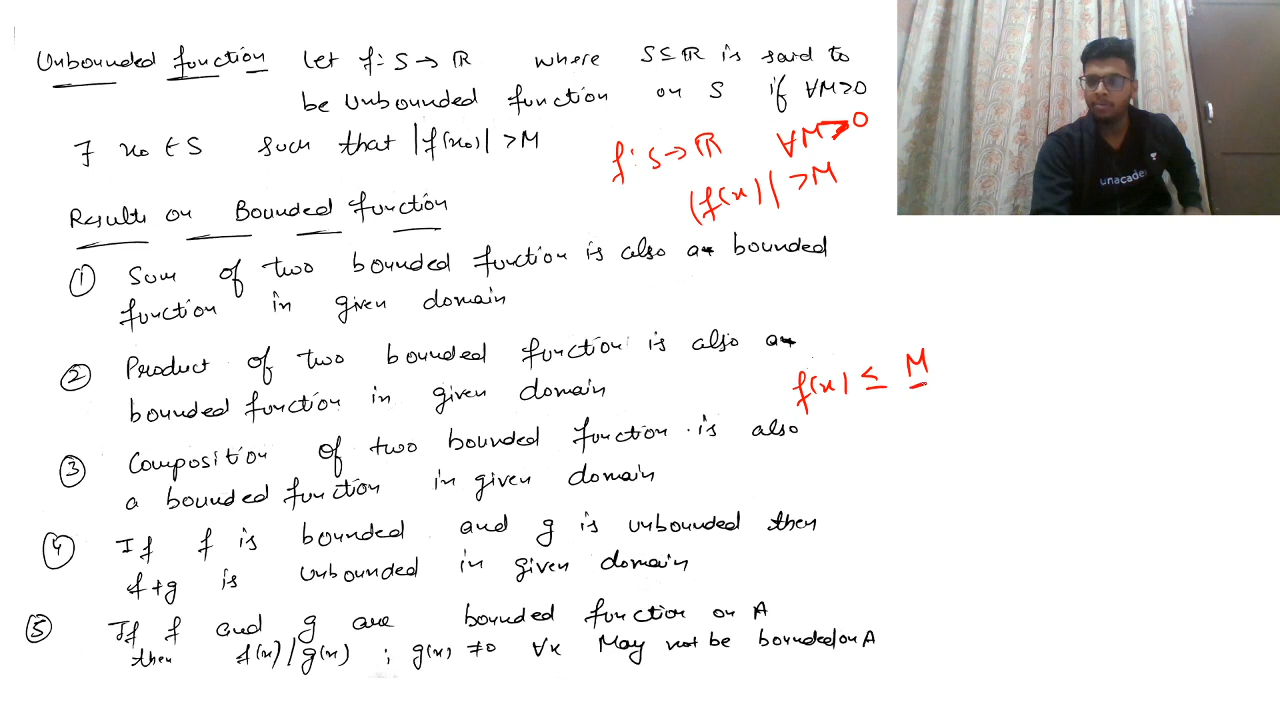 Unbounded function Let f: S → ℝ where S ⊆ ℝ is said to
be unbounded function on S if ∀M>0
∃ x₀ ∈ S such that |f(x₀)| > M
f: S → ℝ ∀M>0
|f(x)| > M
Results on Bounded function
① Sum of two bounded function is also a bounded
function in given domain
② Product of two bounded function is also a
bounded function in given domain
f(x) ≤ M
③ Composition of two bounded function is also
a bounded function in given domain
④ If f is bounded and g is unbounded then
f+g is unbounded in given domain
⑤ If f and g are bounded function on A
then f(x)/g(x) ; g(x) ≠0 ∀x May not be bounded on A
unacade